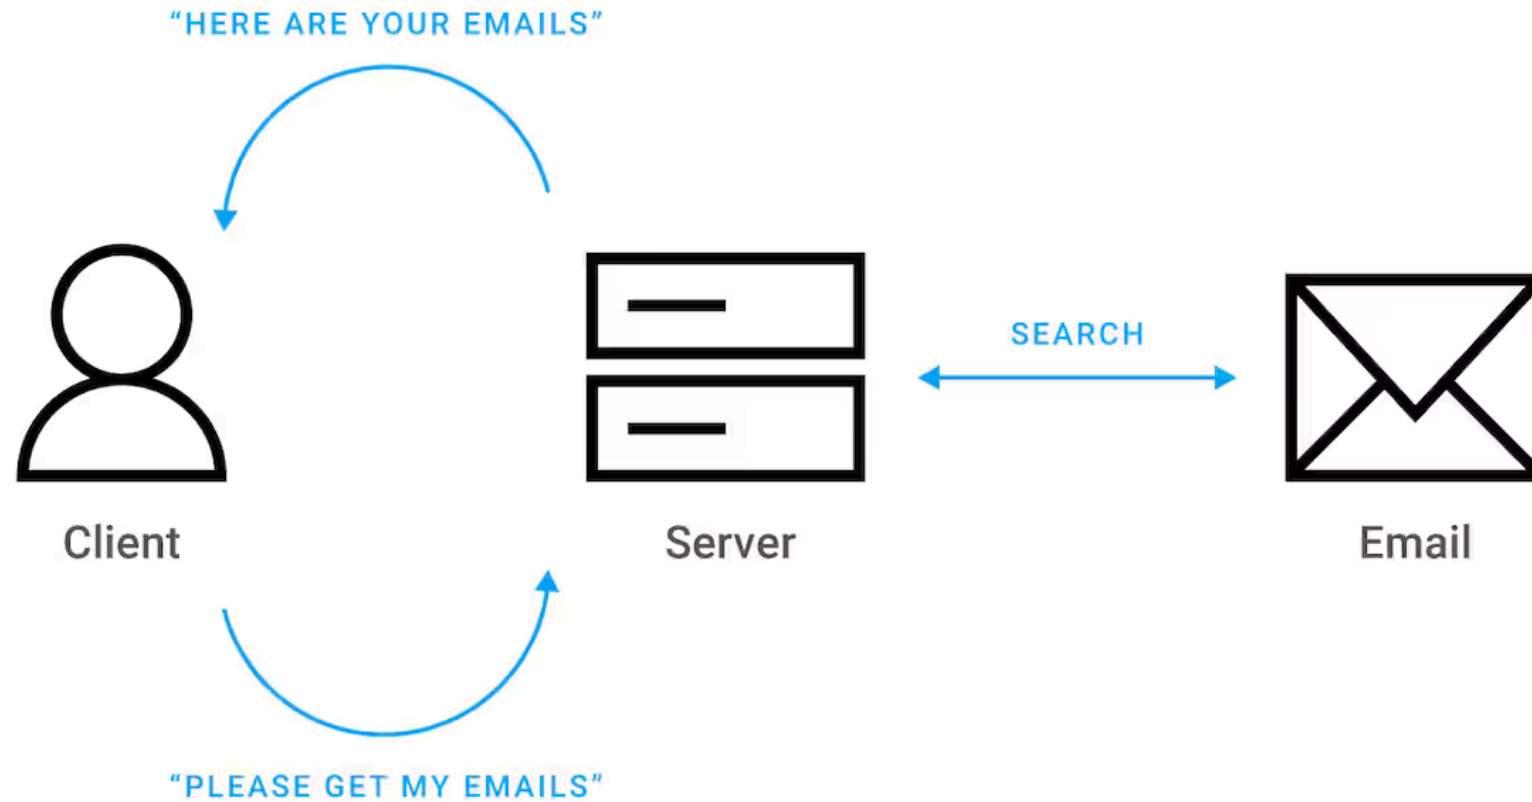 “HERE ARE YOUR EMAILS”
SEARCH
Client
Server
Email
“PLEASE GET MY EMAILS”